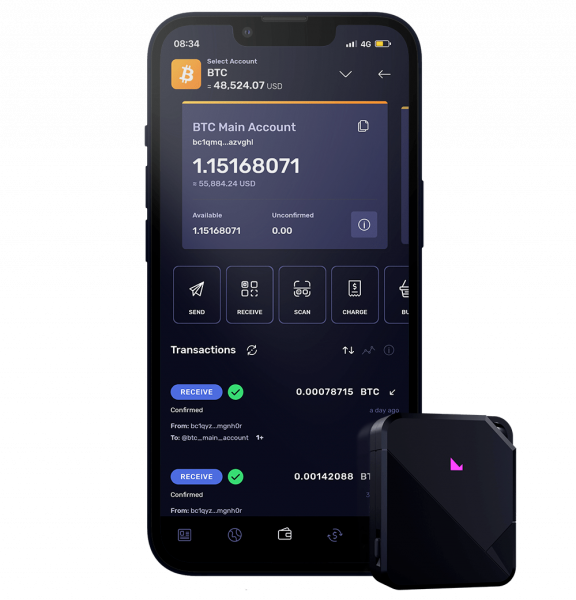 08:34
4G
Select Account
BTC
= 48,524.07 USD
BTC Main Account
bc1qmq...azvghl
1.15168071
= 55,884.24 USD
Available
Unconfirmed
1.15168071
0.00
SEND
RECEIVE
SCAN
CHARGE
BU
Transactions
RECEIVE
0.00078715 BTC
Confirmed
a day ago
From: bc1qyz...mgnh0r
To: @btc_main_account 1+
RECEIVE
0.00142088 BT
Confirmed
3
From: bc1qyz...mgnh0r